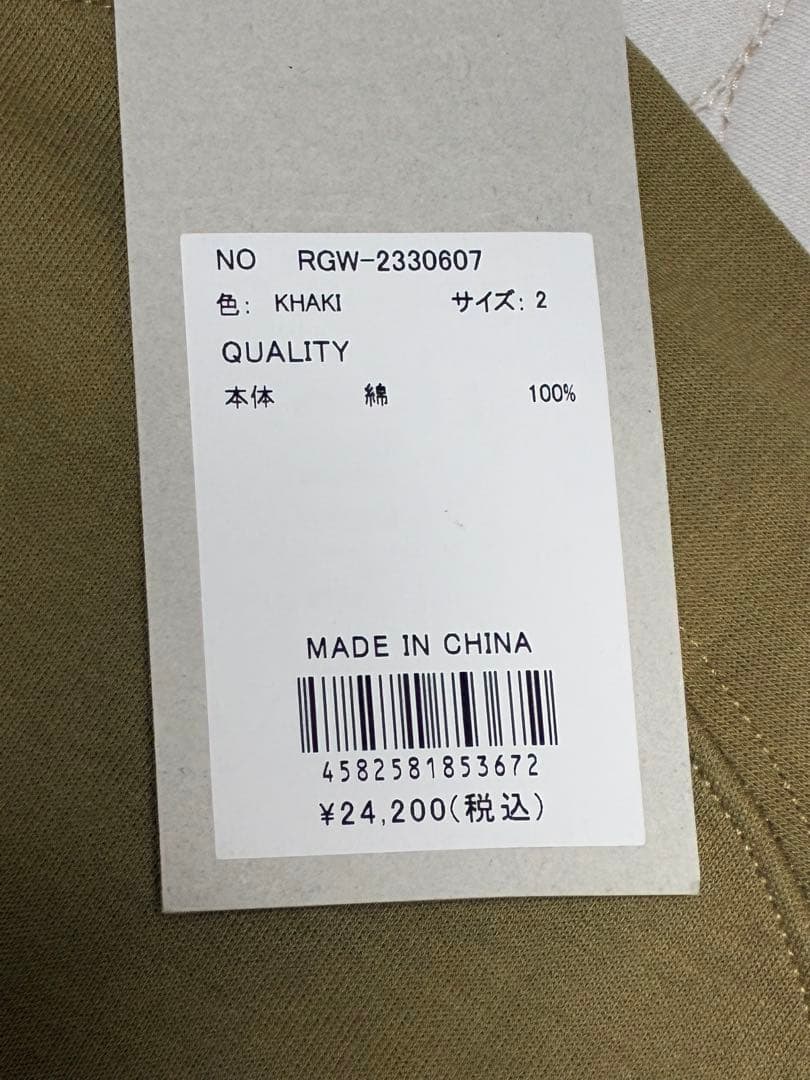 NO RGW-2330607
色: KHAKI サイズ: 2
QUALITY
本体 綿 100%
MADE IN CHINA
4582581853672
¥24,200(税込)